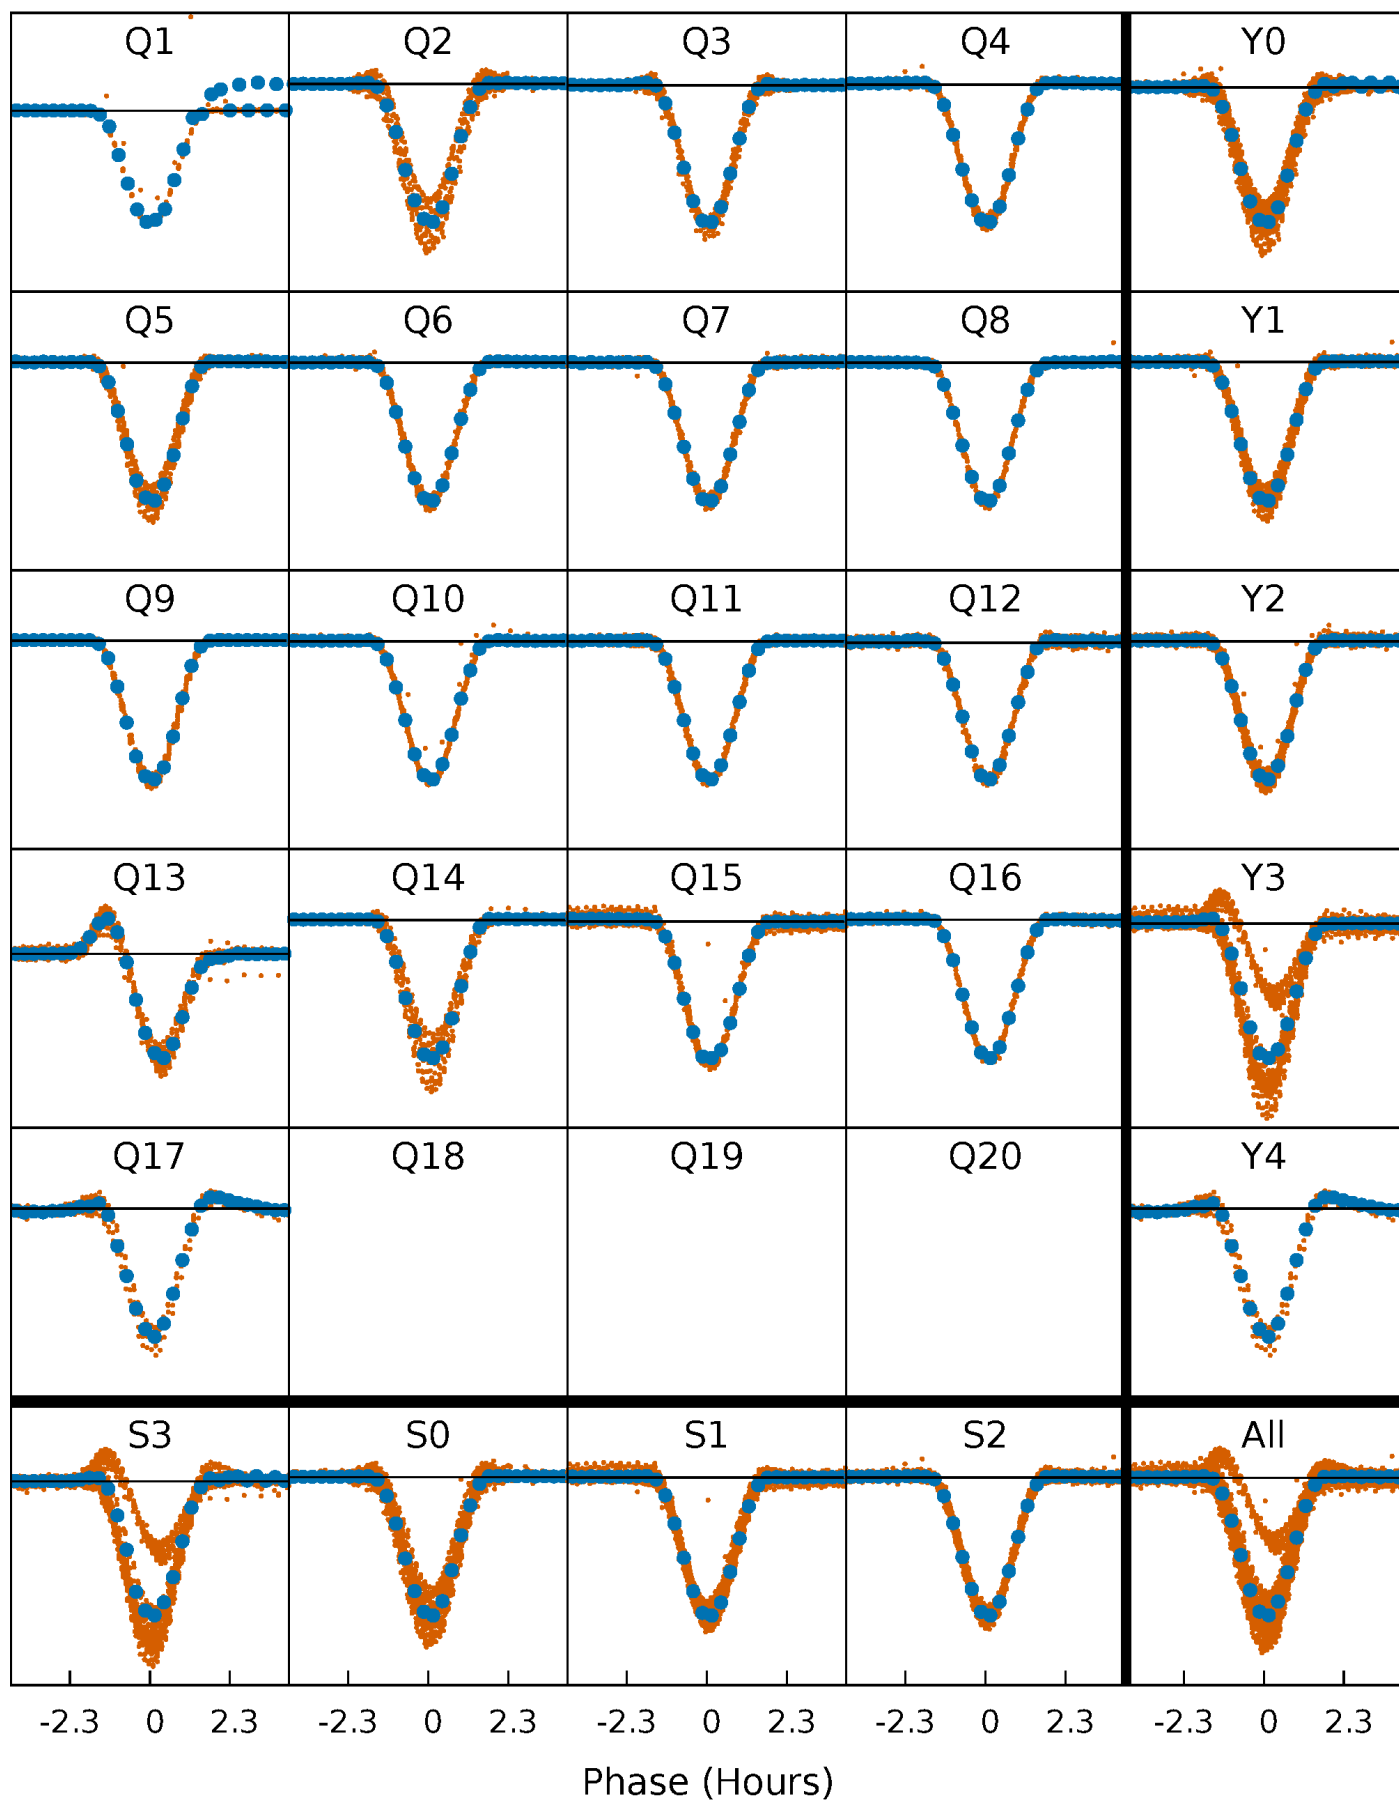 Q1 Q2 Q3 Q4 Y0
Q5 Q6 Q7 Q8 Y1
Q9 Q10 Q11 Q12 Y2
Q13 Q14 Q15 Q16 Y3
Q17 Q18 Q19 Q20 Y4
S3 S0 S1 S2 All
-2.3 0 2.3 -2.3 0 2.3 -2.3 0 2.3 -2.3 0 2.3 -2.3 0 2.3
Phase (Hours)